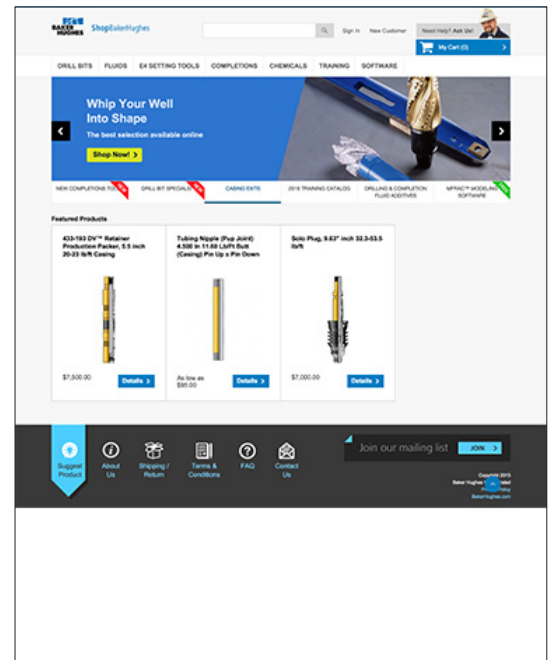 BAKER HUGHES
ShopBakerHughes
Sign In New Customer Need Help? Ask Us!
My Cart (0)
DRILL BITS FLUIDS E4 SETTING TOOLS COMPLETIONS CHEMICALS TRAINING SOFTWARE
Whip Your Well
Into Shape
The best selection available online
Shop Now!
NEW COMPLETIONS NEW
DRILL BIT SPECIALS NEW
CASING EXITS
2015 TRAINING CATALOG
DRILLING & COMPLETION
FLUID ADDITIVES
MFRAC™ MODELING
SOFTWARE
Featured Products
433-193 DV™ Retainer
Production Packer, 5.5 inch
20-23 lb/ft Casing
$7,500.00
Details
Tubing Nipple (Pup Joint)
4.500 in 11.60 Lb/Ft Butt
(Casing) Pin Up x Pin Down
As low as
$95.00
Details
Solo Plug, 9.63" inch 32.3-53.5
lb/ft
$7,000.00
Details
Suggest
Product
About
Us
Shipping /
Return
Terms &
Conditions
FAQ
Contact
Us
Join our mailing list JOIN
Copyright 2015
Baker Hughes
Policy
BakerHughes.com